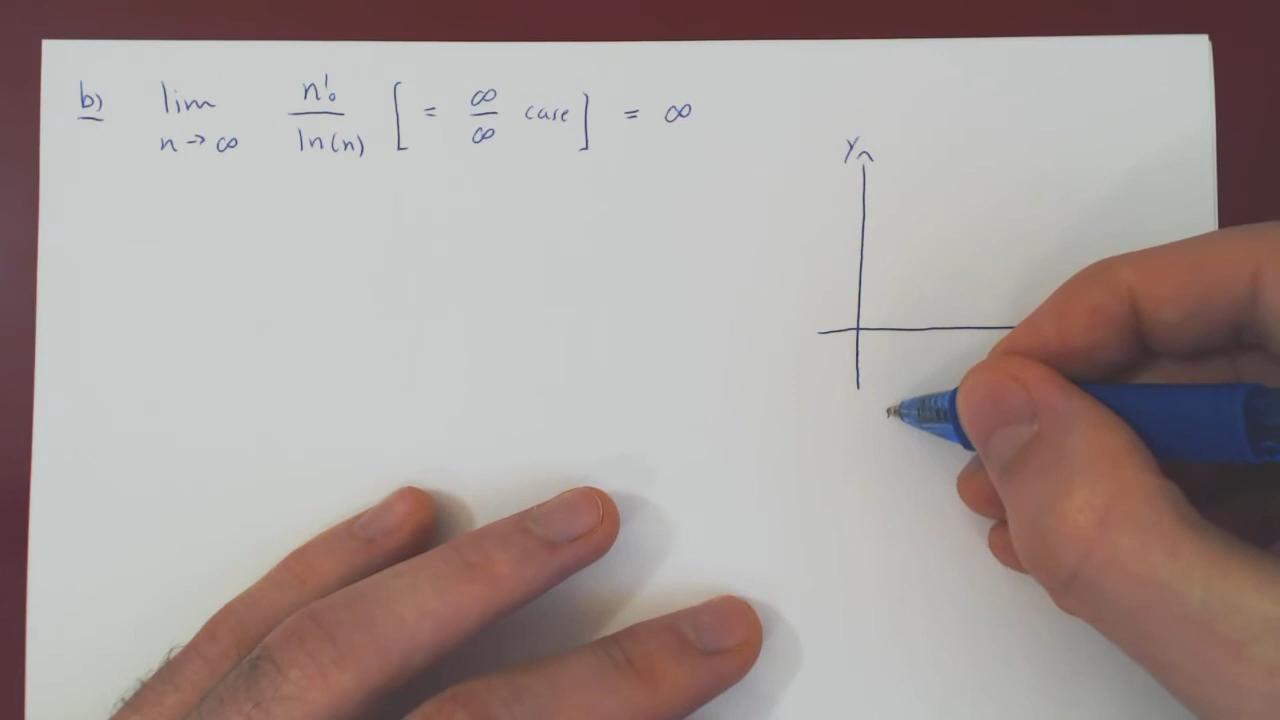 b) lim n→∞ n! / ln(n) [ = ∞/∞ case ] = ∞
y